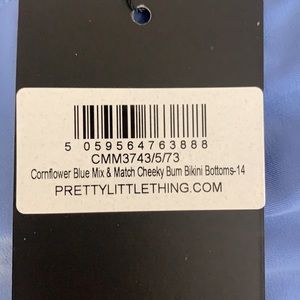 5 059564 763888
CMM3743/5/73
Cornflower Blue Mix & Match Cheeky Bum Bikini Bottoms-14
PRETTYLITTLETHING.COM